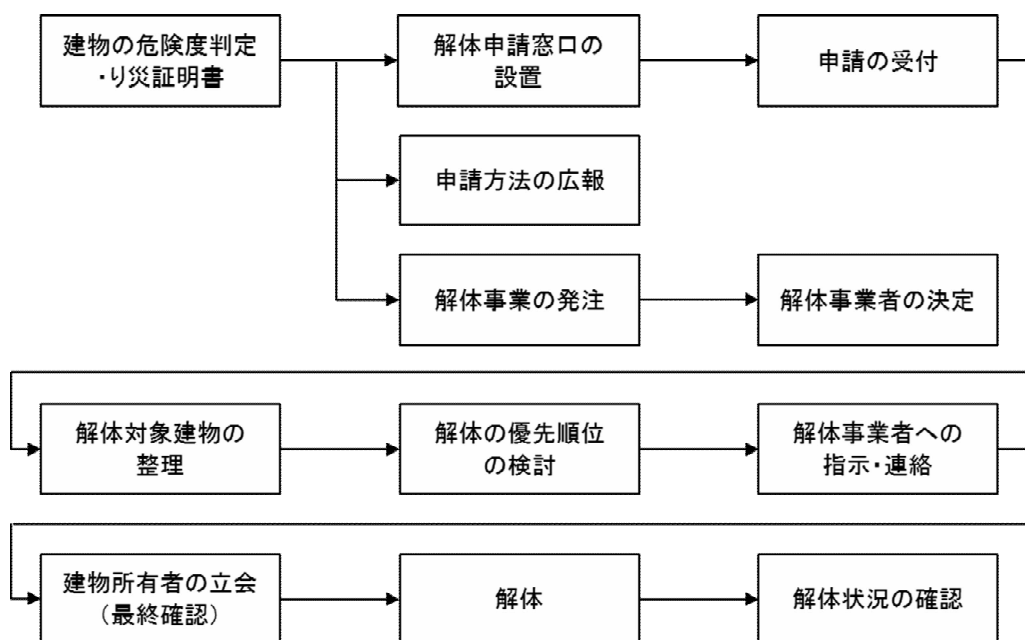 建物の危険度判定
・り災証明書
解体申請窓口の
設置
申請の受付
申請方法の広報
解体事業の発注
解体事業者の決定
解体対象建物の
整理
解体の優先順位
の検討
解体事業者への
指示・連絡
建物所有者の立会
（最終確認）
解体
解体状況の確認